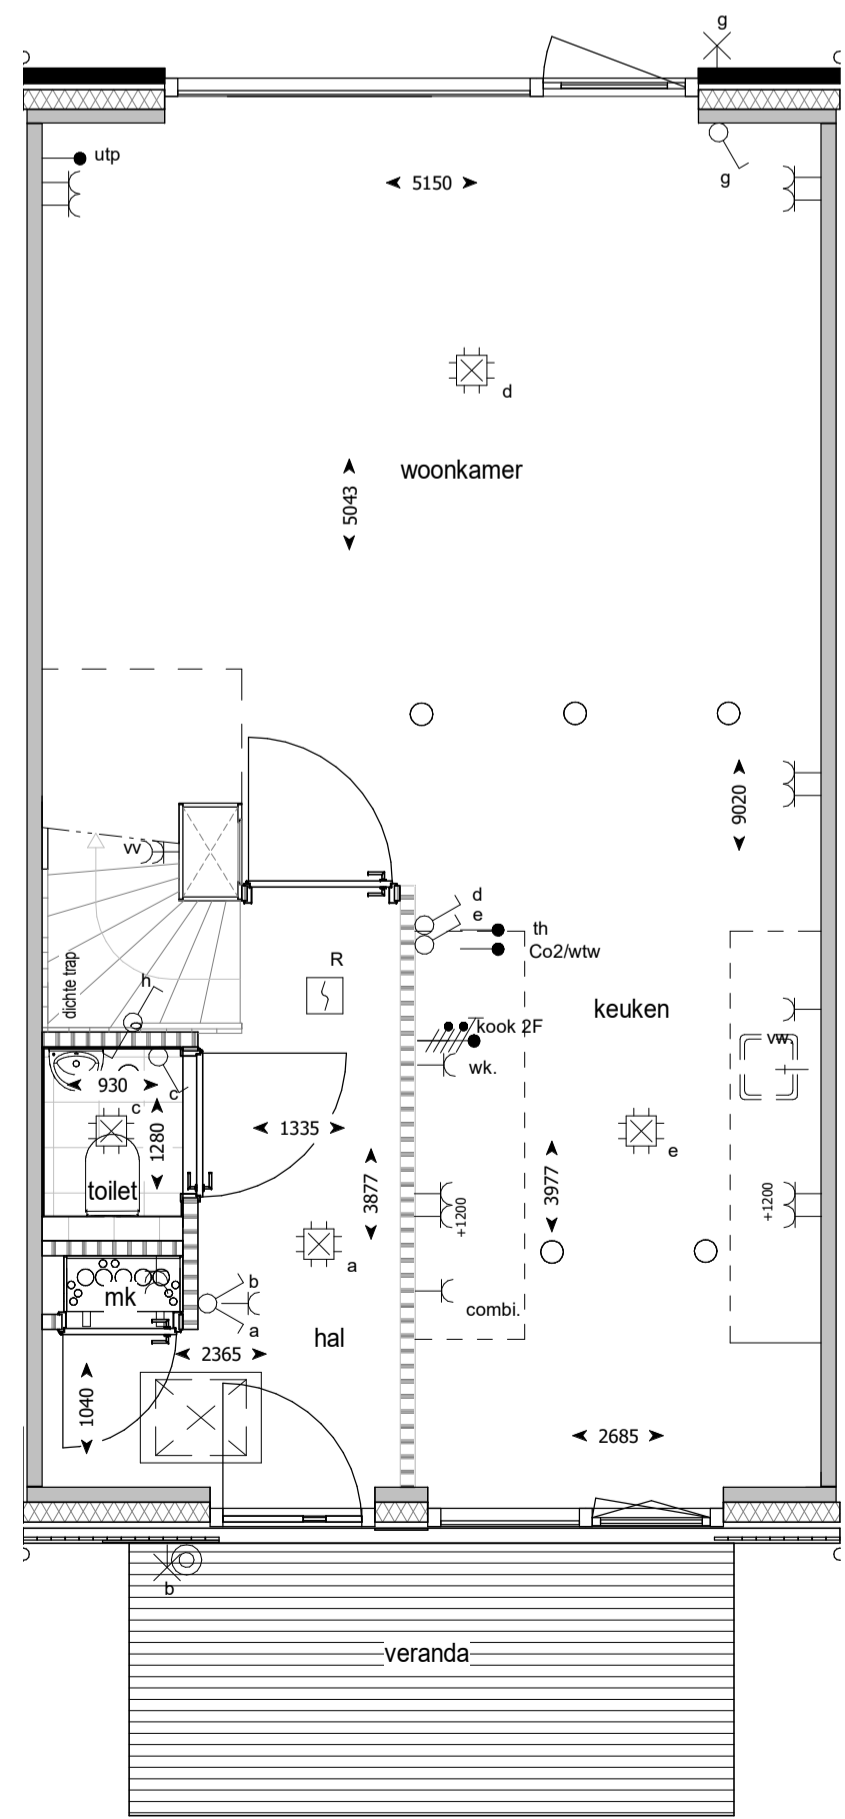 g
utp
5150
g
d
woonkamer
5043
9020
vv
d
e
th
Co2/wtw
R
dichte trap
h
keuken
kook 2F
wk.
vw
930
c
c
1280
1335
3877
3977
e
toilet
+1200
+1200
a
mk
b
a
combi.
hal
2365
1040
2685
b
veranda